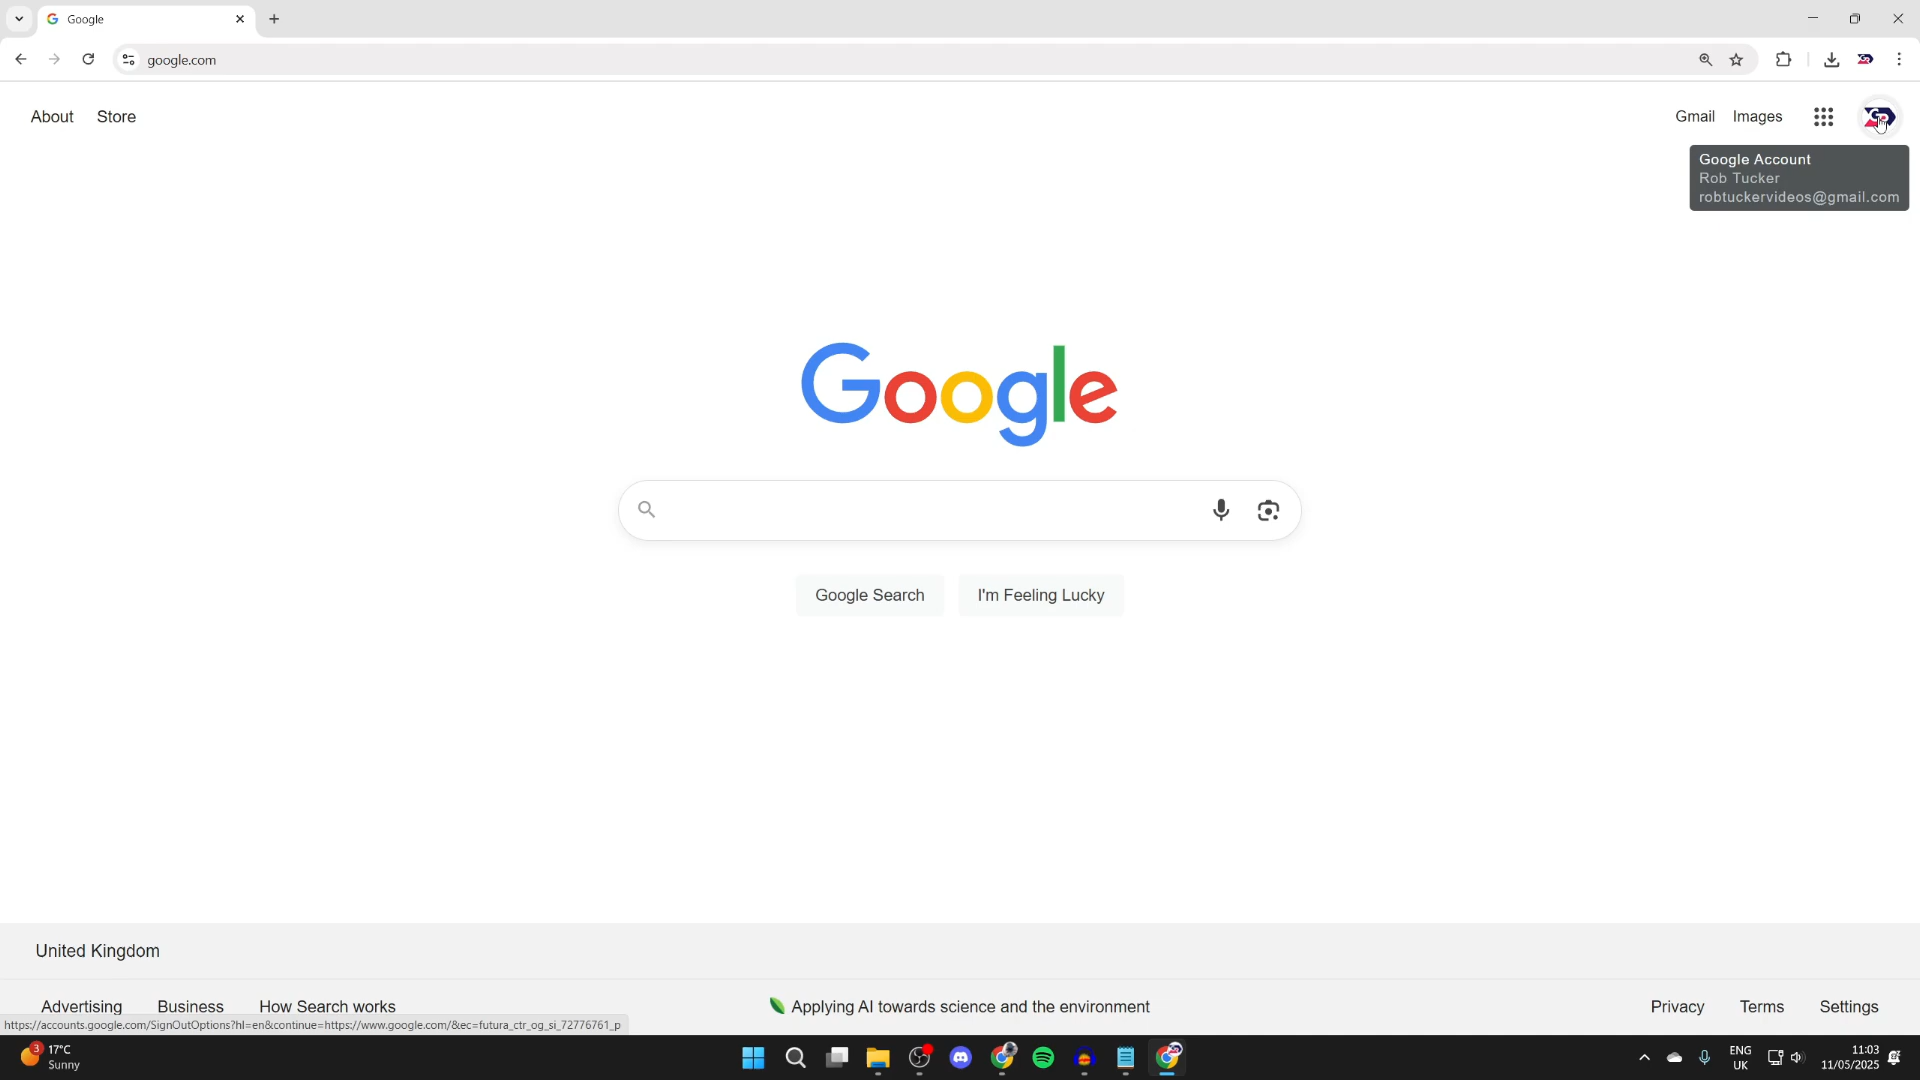 Google
google.com
About Store
Gmail Images
Google Account
Rob Tucker
robtuckervideos@gmail.com
Google
Google Search I'm Feeling Lucky
United Kingdom
Advertising Business How Search works
Applying AI towards science and the environment
Privacy Terms Settings
https://accounts.google.com/SignOutOptions?hl=en&continue=https://www.google.com/&ec=futura_ctr_og_si_72776761_p
3
17°C
Sunny
ENG
UK
11:03
11/05/2025